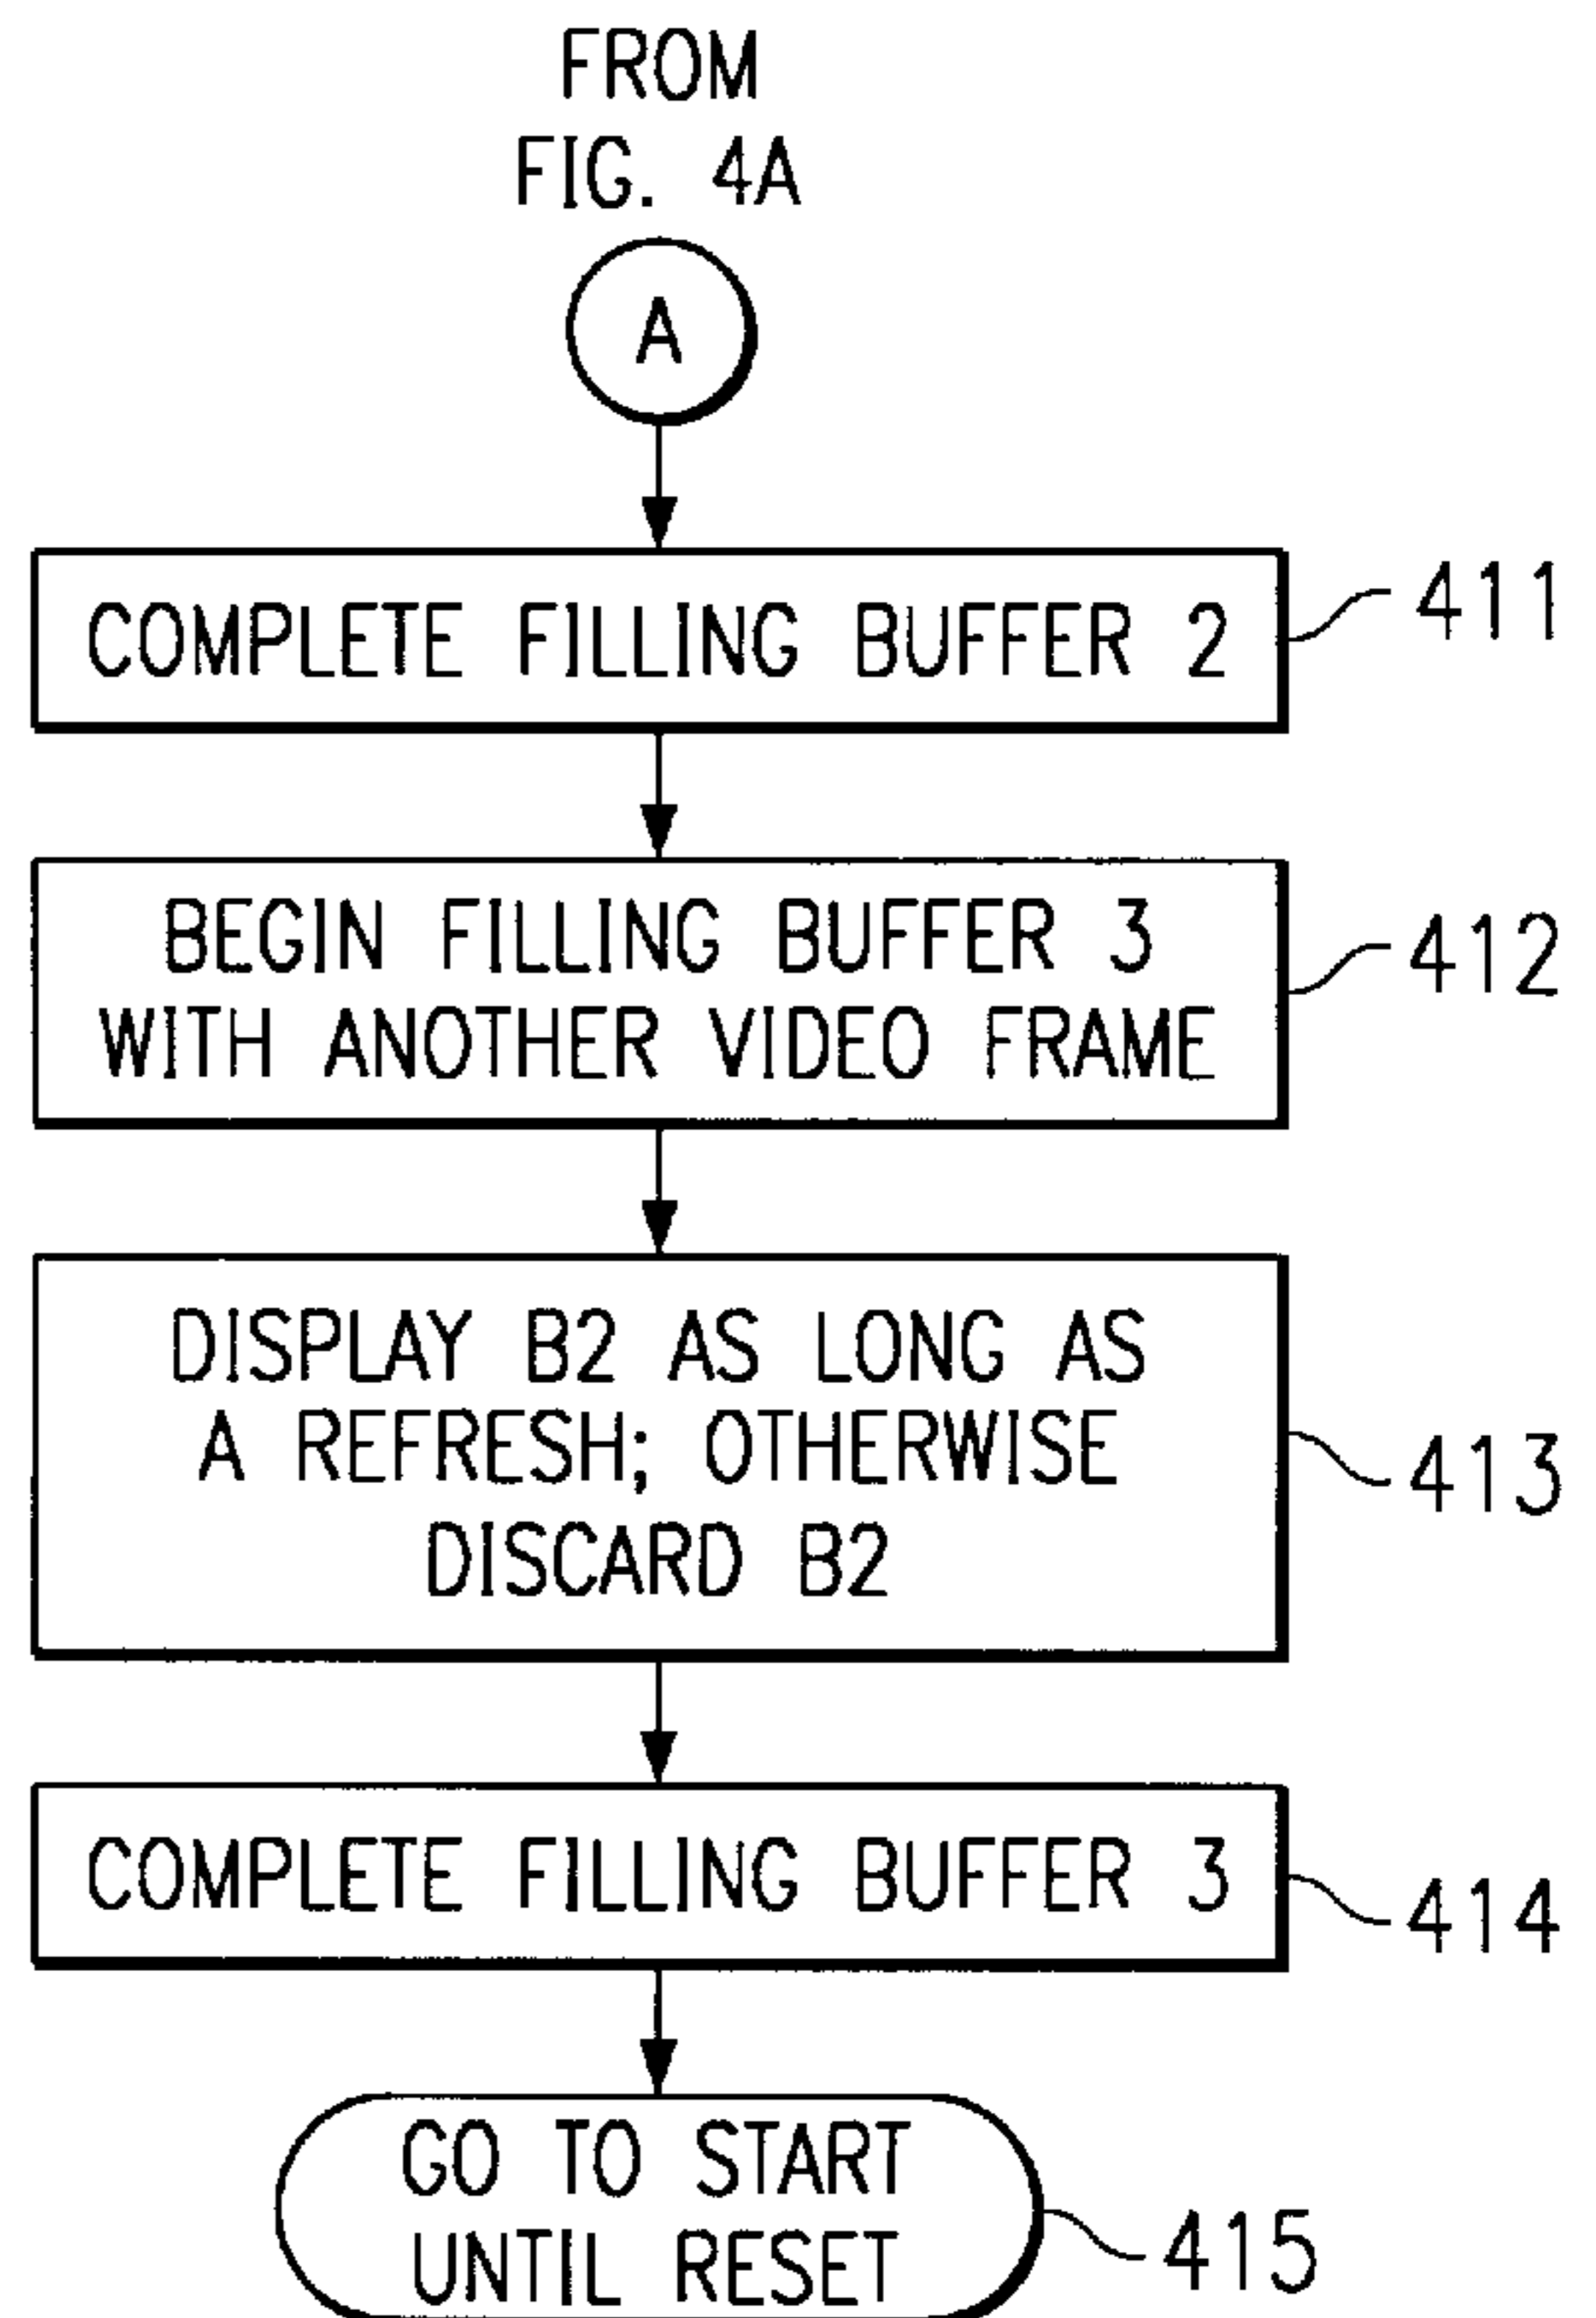 FROM
FIG. 4A
A
COMPLETE FILLING BUFFER 2
411
BEGIN FILLING BUFFER 3
WITH ANOTHER VIDEO FRAME
412
DISPLAY B2 AS LONG AS
A REFRESH; OTHERWISE
DISCARD B2
413
COMPLETE FILLING BUFFER 3
414
GO TO START
UNTIL RESET
415